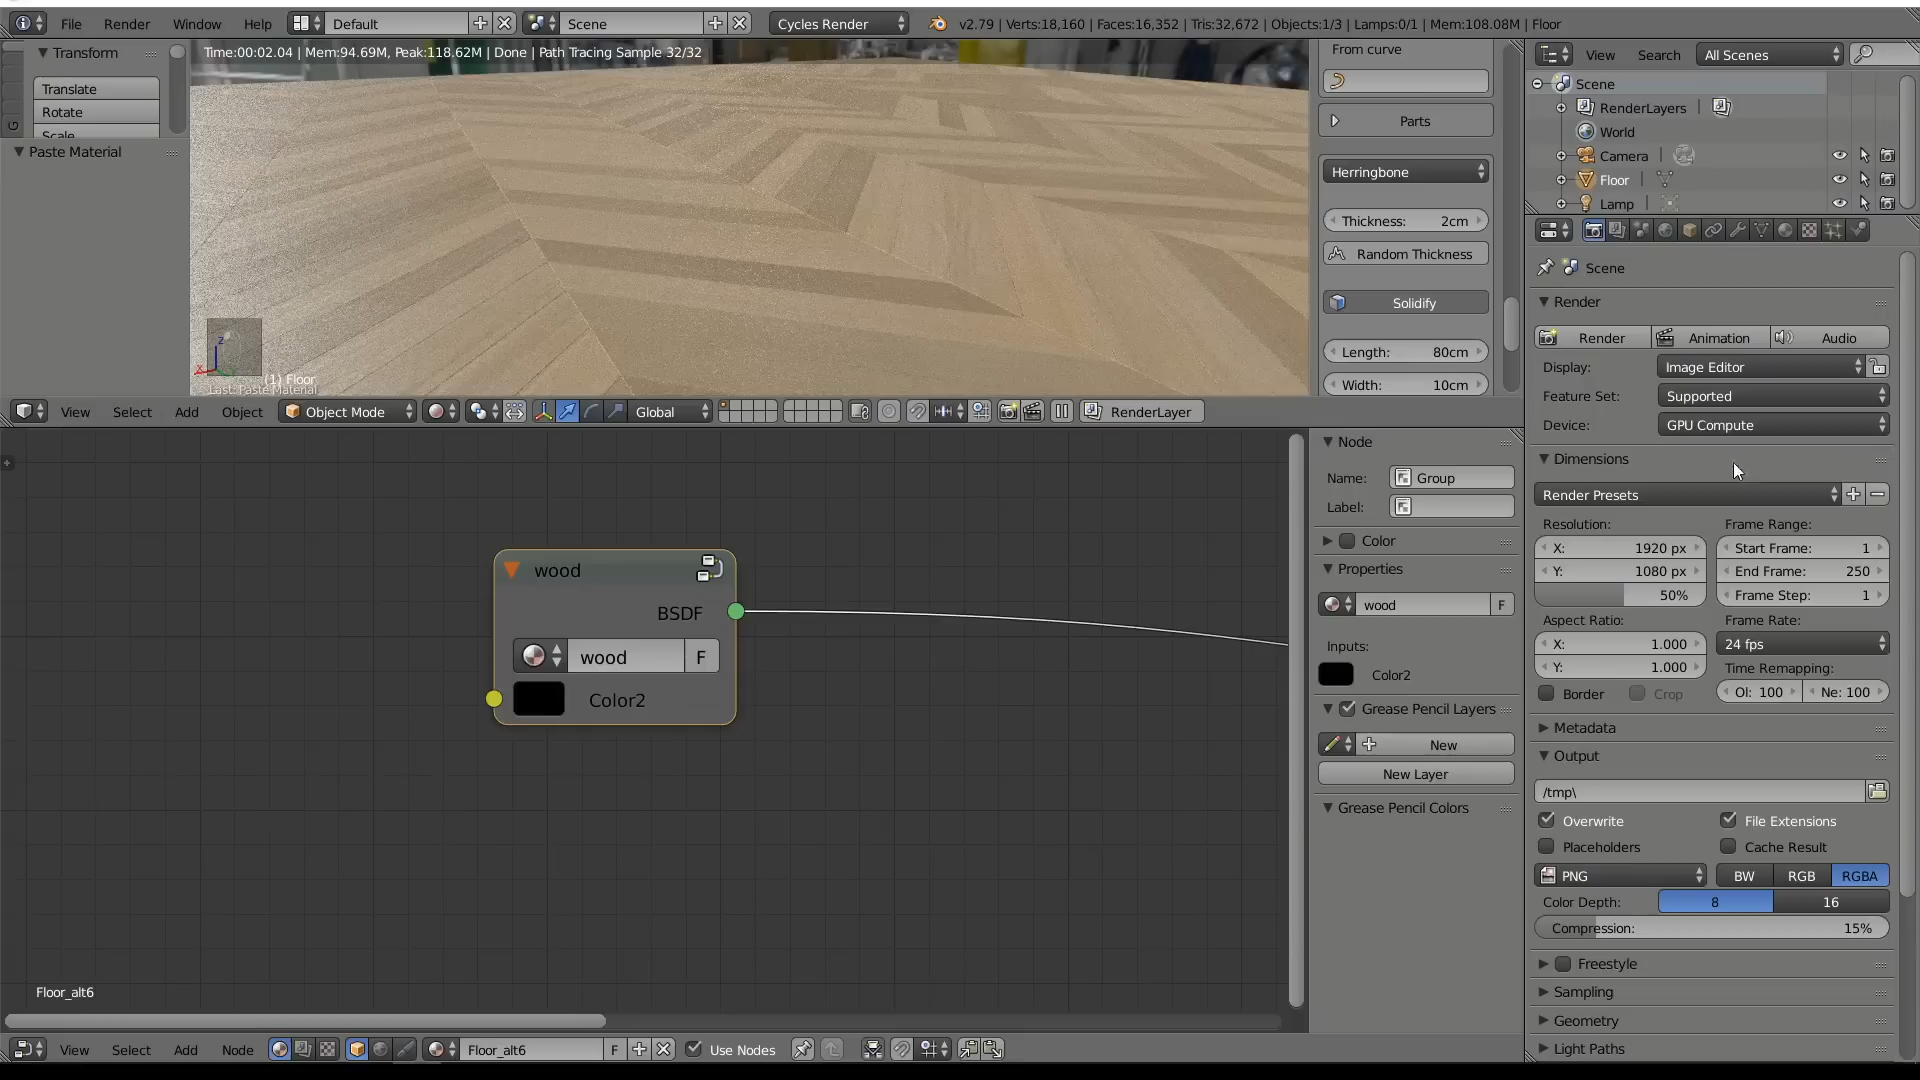 File Render Window Help Default Scene Cycles Render v2.79 | Verts:18,160 | Faces:16,352 | Tris:32,672 | Objects:1/3 | Lamps:0/1 | Mem:108.08M | Floor
Transform
Translate
Rotate
Scale
Paste Material
Time:00:02.04 | Mem:94.69M, Peak:118.62M | Done | Path Tracing Sample 32/32
(1) Floor
Last: Paste Material
From curve
Parts
Herringbone
Thickness: 2cm
Random Thickness
Solidify
Length: 80cm
Width: 10cm
View Search All Scenes
Scene
RenderLayers |
World
Camera |
Floor |
Lamp |
View Select Add Object Object Mode Global RenderLayer
wood
BSDF
wood F
Color2
Floor_alt6
Node
Name: Group
Label:
Color
Properties
wood F
Inputs:
Color2
Grease Pencil Layers
New
New Layer
Grease Pencil Colors
View Select Add Node Floor_alt6 F Use Nodes
Scene
Render
Render Animation Audio
Display: Image Editor
Feature Set: Supported
Device: GPU Compute
Dimensions
Render Presets
Resolution: Frame Range:
X: 1920 px Start Frame: 1
Y: 1080 px End Frame: 250
50% Frame Step: 1
Aspect Ratio: Frame Rate:
X: 1.000 24 fps
Y: 1.000 Time Remapping:
Border Crop Ol: 100 Ne: 100
Metadata
Output
/tmp\
Overwrite File Extensions
Placeholders Cache Result
PNG BW RGB RGBA
Color Depth: 8 16
Compression: 15%
Freestyle
Sampling
Geometry
Light Paths